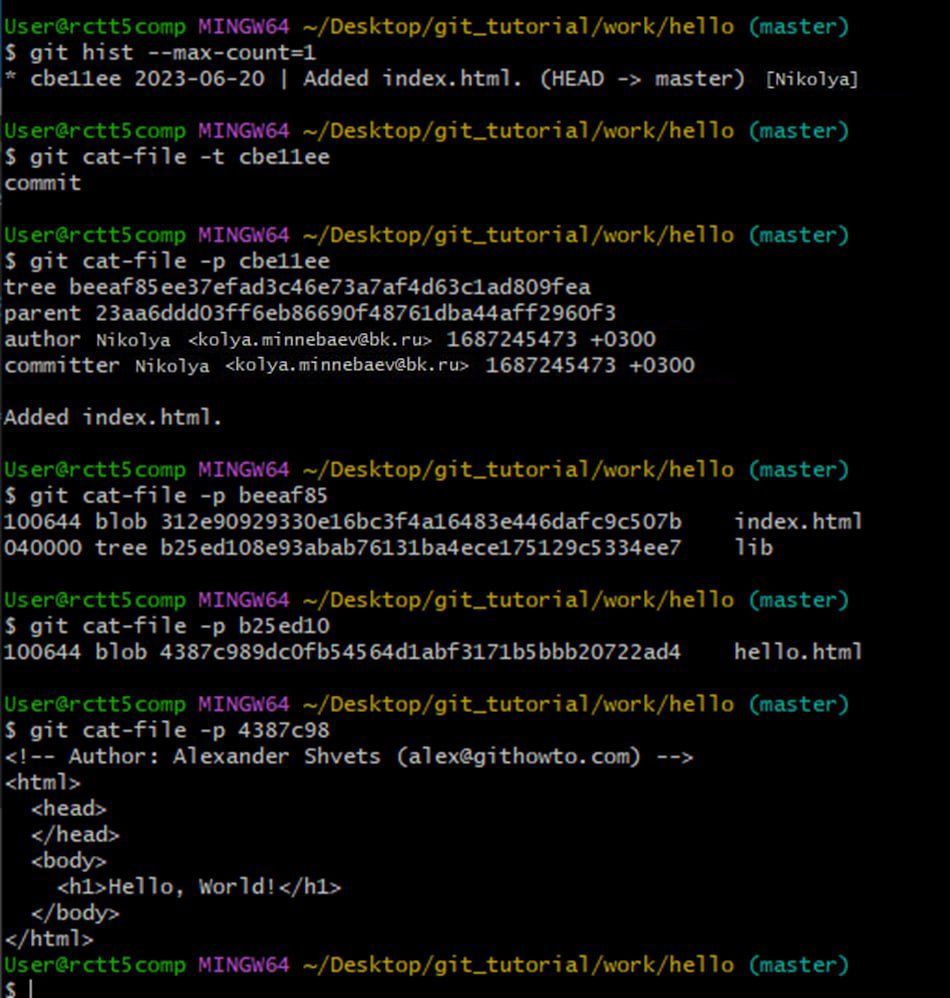 User@rctt5comp MINGW64 ~/Desktop/git_tutorial/work/hello (master)
$ git hist --max-count=1
* cbe11ee 2023-06-20 | Added index.html. (HEAD -> master) [Nikolya]

User@rctt5comp MINGW64 ~/Desktop/git_tutorial/work/hello (master)
$ git cat-file -t cbe11ee
commit

User@rctt5comp MINGW64 ~/Desktop/git_tutorial/work/hello (master)
$ git cat-file -p cbe11ee
tree beeaf85ee37efad3c46e73a7af4d63c1ad809fea
parent 23aa6ddd03ff6eb86690f48761dba44aff2960f3
author Nikolya <kolya.minnebaev@bk.ru> 1687245473 +0300
committer Nikolya <kolya.minnebaev@bk.ru> 1687245473 +0300

Added index.html.

User@rctt5comp MINGW64 ~/Desktop/git_tutorial/work/hello (master)
$ git cat-file -p beeaf85
100644 blob 312e90929330e16bc3f4a16483e446dafc9c507b    index.html
040000 tree b25ed108e93abab76131ba4ece175129c5334ee7    lib

User@rctt5comp MINGW64 ~/Desktop/git_tutorial/work/hello (master)
$ git cat-file -p b25ed10
100644 blob 4387c989dc0fb54564d1abf3171b5bbb20722ad4    hello.html

User@rctt5comp MINGW64 ~/Desktop/git_tutorial/work/hello (master)
$ git cat-file -p 4387c98
<!-- Author: Alexander Shvets (alex@githowto.com) -->
<html>
  <head>
  </head>
  <body>
    <h1>Hello, World!</h1>
  </body>
</html>
User@rctt5comp MINGW64 ~/Desktop/git_tutorial/work/hello (master)
$